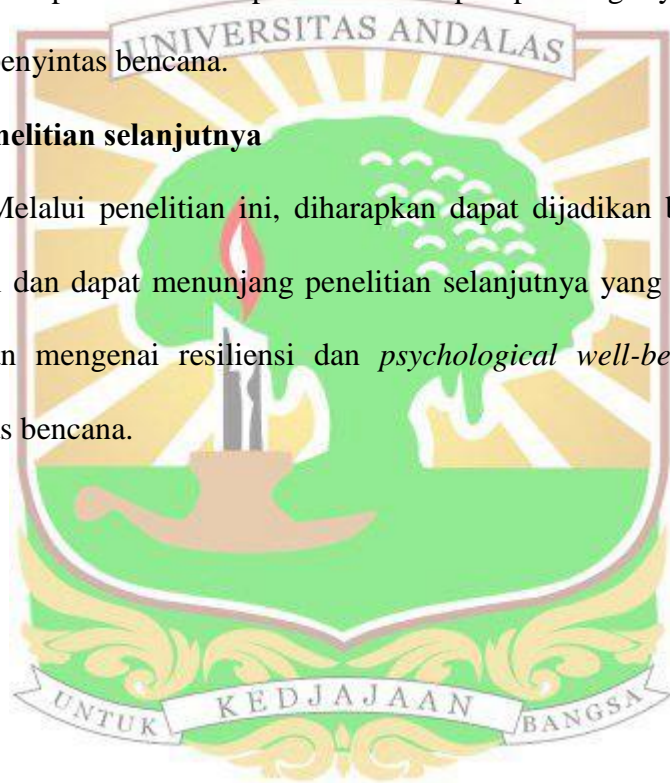 UNIVERSITAS ANDALAS
enyintas bencana.
nelitian selanjutnya
Melalui penelitian ini, diharapkan dapat dijadikan b
dan dapat menunjang penelitian selanjutnya yang
n mengenai resiliensi dan psychological well-be
s bencana.
UNTUK KEDJAJAAN BANGSA